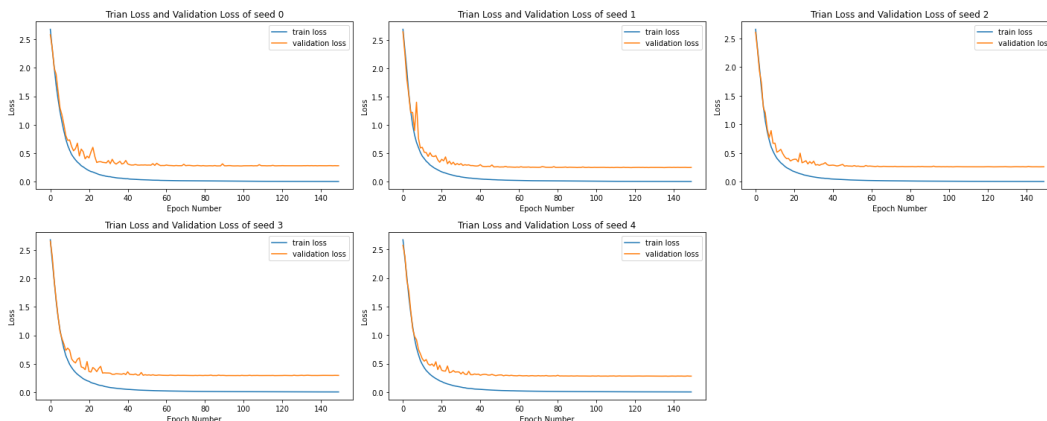 Trian Loss and Validation Loss of seed 0
train loss
validation loss
2.5
2.0
1.5
1.0
0.5
0.0
Loss
0 20 40 60 80 100 120 140
Epoch Number
Trian Loss and Validation Loss of seed 1
train loss
validation loss
2.5
2.0
1.5
1.0
0.5
0.0
Loss
0 20 40 60 80 100 120 140
Epoch Number
Trian Loss and Validation Loss of seed 2
train loss
validation loss
2.5
2.0
1.5
1.0
0.5
0.0
Loss
0 20 40 60 80 100 120 140
Epoch Number
Trian Loss and Validation Loss of seed 3
train loss
validation loss
2.5
2.0
1.5
1.0
0.5
0.0
Loss
0 20 40 60 80 100 120 140
Epoch Number
Trian Loss and Validation Loss of seed 4
train loss
validation loss
2.5
2.0
1.5
1.0
0.5
0.0
Loss
0 20 40 60 80 100 120 140
Epoch Number